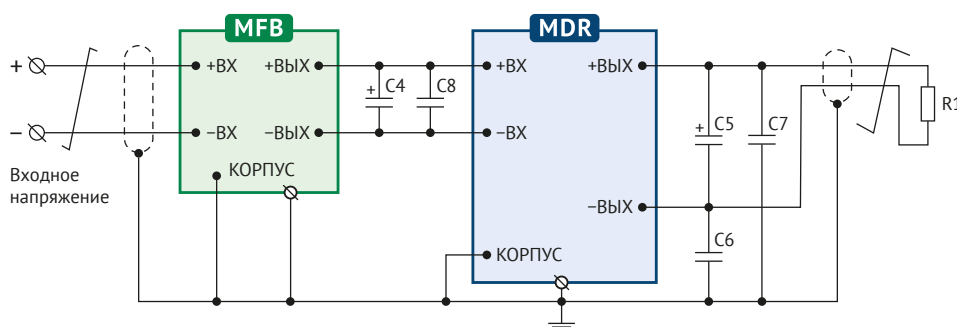 MFB
MDR
+ +ВХ +ВЫХ + C4 C8 +ВХ +ВЫХ
+ C5 C7 R1
− −ВХ −ВЫХ −ВХ
Входное
напряжение
КОРПУС
−ВЫХ
C6
КОРПУС